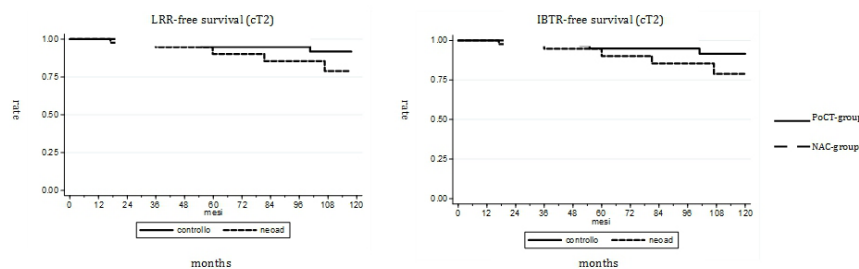 LRR-free survival (cT2)
1.00
0.75
0.50
0.25
0.00
rate
0 12 24 36 48 60 72 84 96 108 120
mesi
controllo neoad
months
IBTR-free survival (cT2)
1.00
0.75
0.50
0.25
0.00
rate
0 12 24 36 48 60 72 84 96 108 120
mesi
controllo neoad
months
PoCT-group
NAC-group